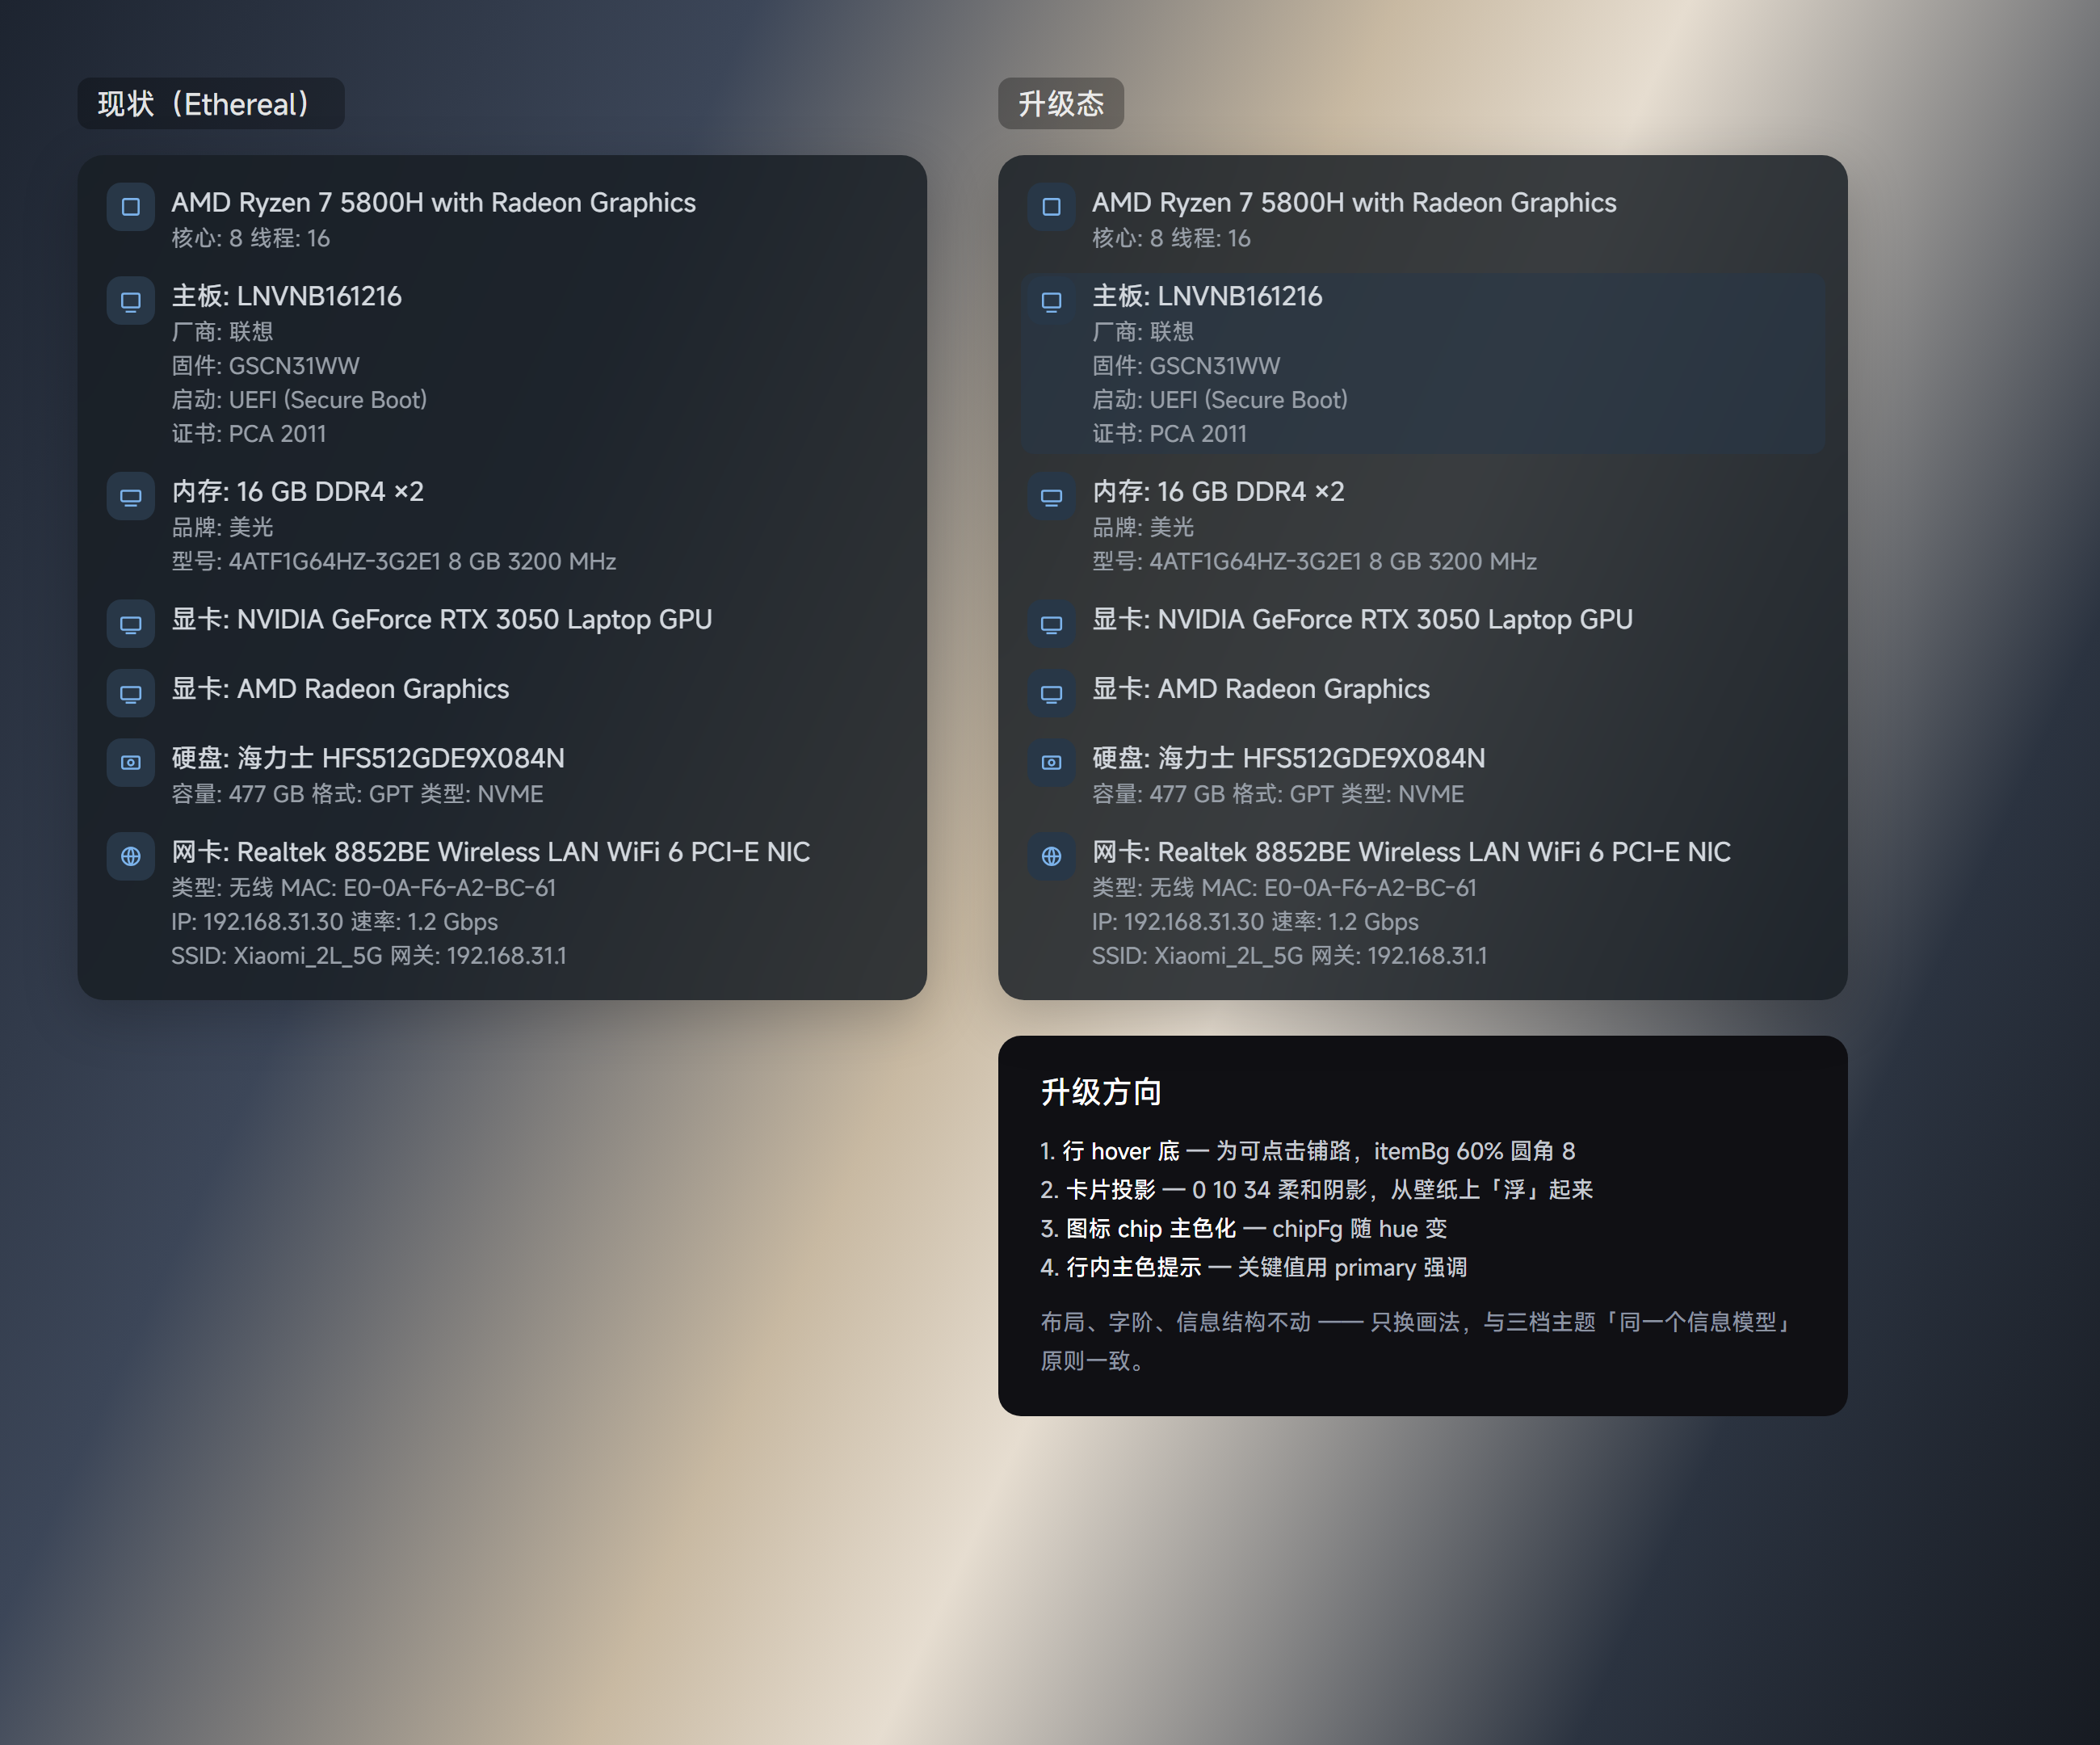 现状（Ethereal）
AMD Ryzen 7 5800H with Radeon Graphics
核心: 8 线程: 16
主板: LNVNB161216
厂商: 联想
固件: GSCN31WW
启动: UEFI (Secure Boot)
证书: PCA 2011
内存: 16 GB DDR4 ×2
品牌: 美光
型号: 4ATF1G64HZ-3G2E1 8 GB 3200 MHz
显卡: NVIDIA GeForce RTX 3050 Laptop GPU
显卡: AMD Radeon Graphics
硬盘: 海力士 HFS512GDE9X084N
容量: 477 GB 格式: GPT 类型: NVME
网卡: Realtek 8852BE Wireless LAN WiFi 6 PCI-E NIC
类型: 无线 MAC: E0-0A-F6-A2-BC-61
IP: 192.168.31.30 速率: 1.2 Gbps
SSID: Xiaomi_2L_5G 网关: 192.168.31.1
升级态
AMD Ryzen 7 5800H with Radeon Graphics
核心: 8 线程: 16
主板: LNVNB161216
厂商: 联想
固件: GSCN31WW
启动: UEFI (Secure Boot)
证书: PCA 2011
内存: 16 GB DDR4 ×2
品牌: 美光
型号: 4ATF1G64HZ-3G2E1 8 GB 3200 MHz
显卡: NVIDIA GeForce RTX 3050 Laptop GPU
显卡: AMD Radeon Graphics
硬盘: 海力士 HFS512GDE9X084N
容量: 477 GB 格式: GPT 类型: NVME
网卡: Realtek 8852BE Wireless LAN WiFi 6 PCI-E NIC
类型: 无线 MAC: E0-0A-F6-A2-BC-61
IP: 192.168.31.30 速率: 1.2 Gbps
SSID: Xiaomi_2L_5G 网关: 192.168.31.1
升级方向
1. 行 hover 底 — 为可点击铺路，itemBg 60% 圆角 8
2. 卡片投影 — 0 10 34 柔和阴影，从壁纸上「浮」起来
3. 图标 chip 主色化 — chipFg 随 hue 变
4. 行内主色提示 — 关键值用 primary 强调
布局、字阶、信息结构不动 —— 只换画法，与三档主题「同一个信息模型」
原则一致。